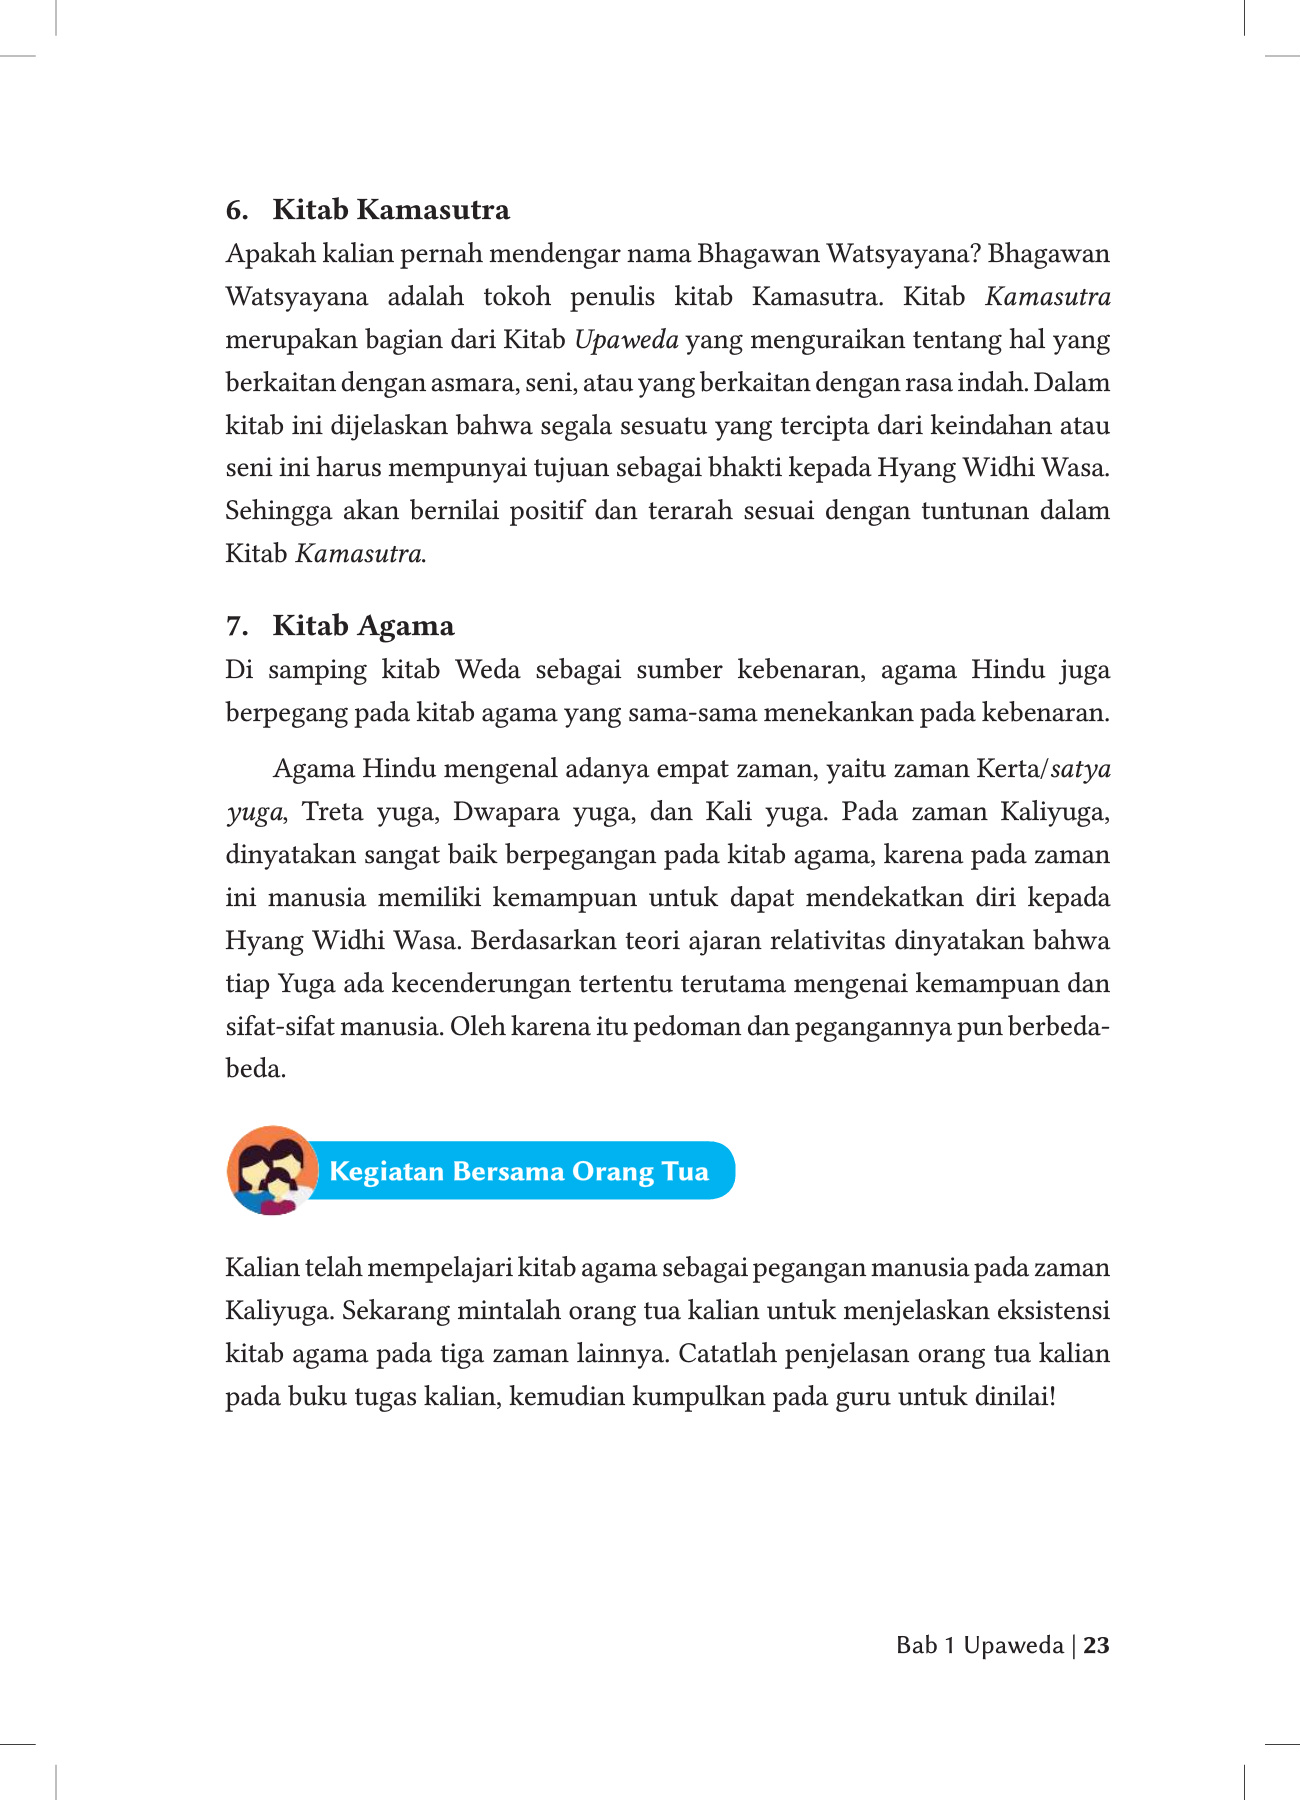 6. Kitab Kamasutra
Apakah kalian pernah mendengar nama Bhagawan Watsyayana? Bhagawan
Watsyayana adalah tokoh penulis kitab Kamasutra. Kitab Kamasutra
merupakan bagian dari Kitab Upaweda yang menguraikan tentang hal yang
berkaitan dengan asmara, seni, atau yang berkaitan dengan rasa indah. Dalam
kitab ini dijelaskan bahwa segala sesuatu yang tercipta dari keindahan atau
seni ini harus mempunyai tujuan sebagai bhakti kepada Hyang Widhi Wasa.
Sehingga akan bernilai positif dan terarah sesuai dengan tuntunan dalam
Kitab Kamasutra.
7. Kitab Agama
Di samping kitab Weda sebagai sumber kebenaran, agama Hindu juga
berpegang pada kitab agama yang sama-sama menekankan pada kebenaran.
Agama Hindu mengenal adanya empat zaman, yaitu zaman Kerta/satya
yuga, Treta yuga, Dwapara yuga, dan Kali yuga. Pada zaman Kaliyuga,
dinyatakan sangat baik berpegangan pada kitab agama, karena pada zaman
ini manusia memiliki kemampuan untuk dapat mendekatkan diri kepada
Hyang Widhi Wasa. Berdasarkan teori ajaran relativitas dinyatakan bahwa
tiap Yuga ada kecenderungan tertentu terutama mengenai kemampuan dan
sifat-sifat manusia. Oleh karena itu pedoman dan pegangannya pun berbeda-
beda.
Kegiatan Bersama Orang Tua
Kalian telah mempelajari kitab agama sebagai pegangan manusia pada zaman
Kaliyuga. Sekarang mintalah orang tua kalian untuk menjelaskan eksistensi
kitab agama pada tiga zaman lainnya. Catatlah penjelasan orang tua kalian
pada buku tugas kalian, kemudian kumpulkan pada guru untuk dinilai!
Bab 1 Upaweda | 23